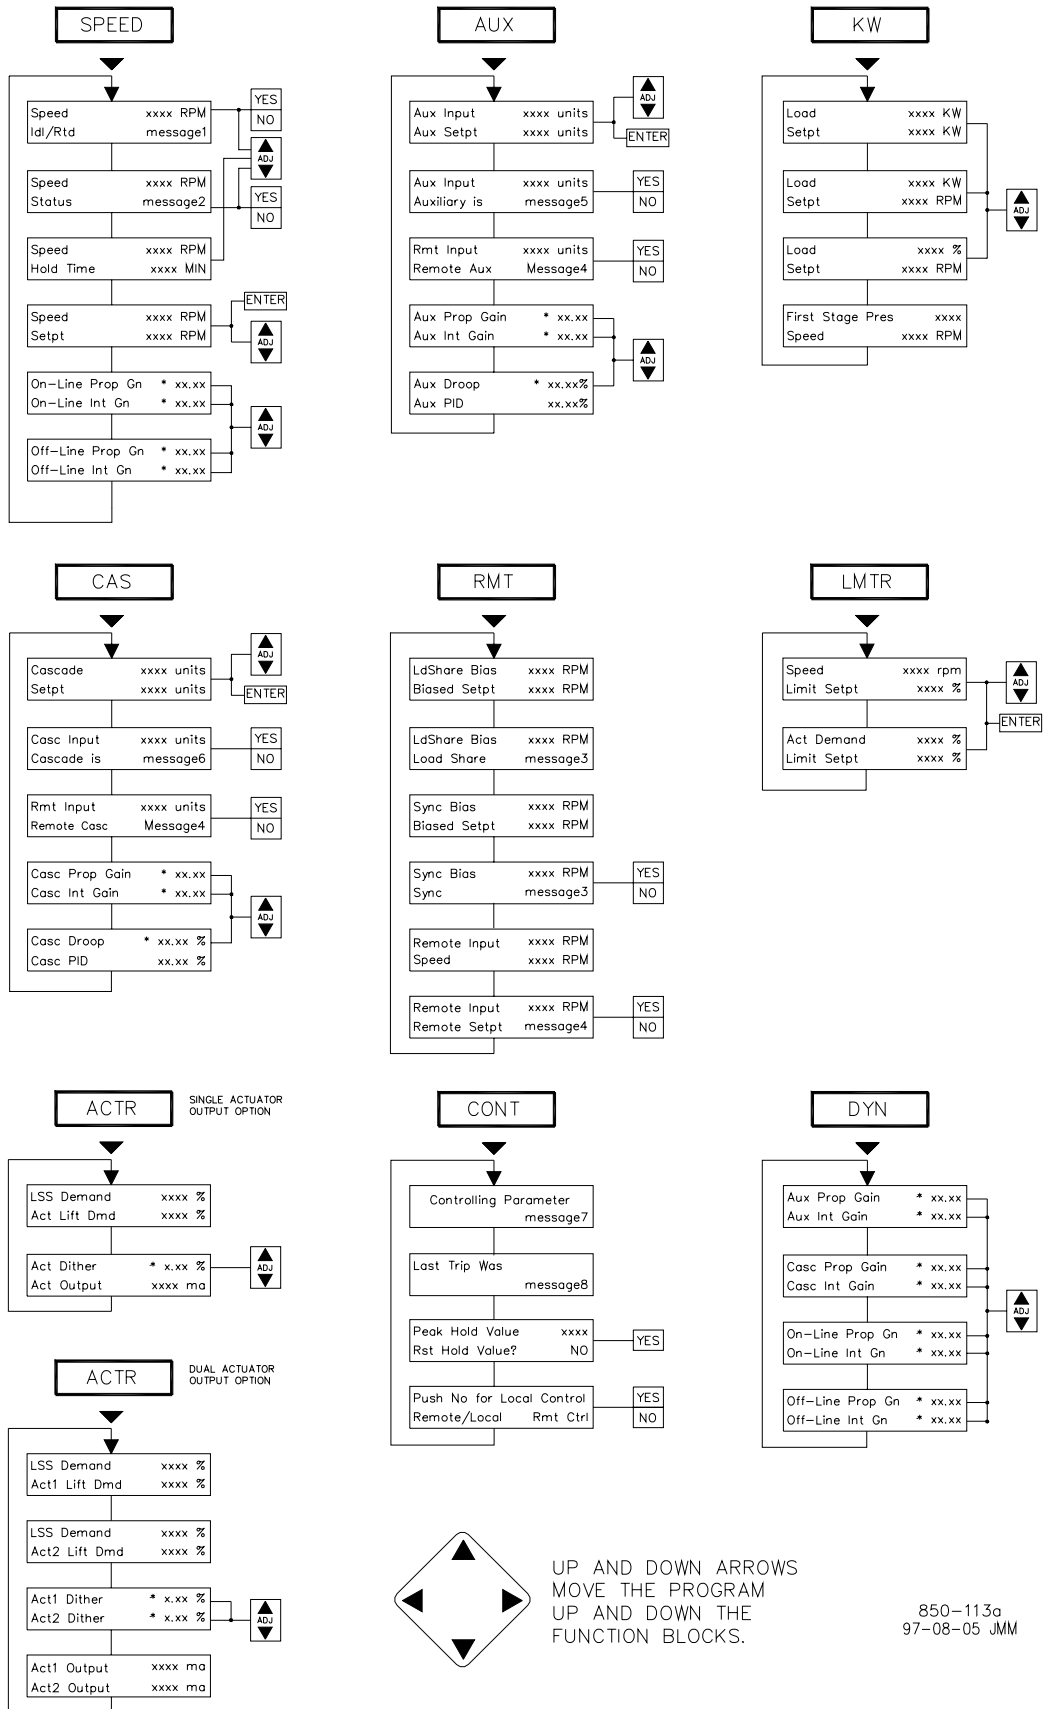 SPEED
Speed xxxx RPM
Idl/Rtd message1
YES
NO
ADJ
Speed xxxx RPM
Status message2
YES
NO
Speed xxxx RPM
Hold Time xxxx MIN
Speed xxxx RPM
Setpt xxxx RPM
ENTER
ADJ
On-Line Prop Gn * xx.xx
On-Line Int Gn * xx.xx
ADJ
Off-Line Prop Gn * xx.xx
Off-Line Int Gn * xx.xx
AUX
Aux Input xxxx units
Aux Setpt xxxx units
ADJ
ENTER
Aux Input xxxx units
Auxiliary is message5
YES
NO
Rmt Input xxxx units
Remote Aux Message4
YES
NO
Aux Prop Gain * xx.xx
Aux Int Gain * xx.xx
ADJ
Aux Droop * xx.xx%
Aux PID xx.xx%
KW
Load xxxx KW
Setpt xxxx KW
Load xxxx KW
Setpt xxxx RPM
ADJ
Load xxxx %
Setpt xxxx RPM
First Stage Pres xxxx
Speed xxxx RPM
CAS
Cascade xxxx units
Setpt xxxx units
ADJ
ENTER
Casc Input xxxx units
Cascade is message6
YES
NO
Rmt Input xxxx units
Remote Casc Message4
YES
NO
Casc Prop Gain * xx.xx
Casc Int Gain * xx.xx
ADJ
Casc Droop * xx.xx %
Casc PID xx.xx %
RMT
LdShare Bias xxxx RPM
Biased Setpt xxxx RPM
LdShare Bias xxxx RPM
Load Share message3
Sync Bias xxxx RPM
Biased Setpt xxxx RPM
Sync Bias xxxx RPM
Sync message3
YES
NO
Remote Input xxxx RPM
Speed xxxx RPM
Remote Input xxxx RPM
Remote Setpt message4
YES
NO
LMTR
Speed xxxx rpm
Limit Setpt xxxx %
ADJ
ENTER
Act Demand xxxx %
Limit Setpt xxxx %
ACTR
SINGLE ACTUATOR
OUTPUT OPTION
LSS Demand xxxx %
Act Lift Dmd xxxx %
Act Dither * x.xx %
Act Output xxxx ma
ADJ
CONT
Controlling Parameter
message7
Last Trip Was
message8
Peak Hold Value xxxx
Rst Hold Value? NO
YES
Push No for Local Control
Remote/Local Rmt Ctrl
YES
NO
DYN
Aux Prop Gain * xx.xx
Aux Int Gain * xx.xx
Casc Prop Gain * xx.xx
Casc Int Gain * xx.xx
ADJ
On-Line Prop Gn * xx.xx
On-Line Int Gn * xx.xx
Off-Line Prop Gn * xx.xx
Off-Line Int Gn * xx.xx
ACTR
DUAL ACTUATOR
OUTPUT OPTION
LSS Demand xxxx %
Act1 Lift Dmd xxxx %
LSS Demand xxxx %
Act2 Lift Dmd xxxx %
Act1 Dither * x.xx %
Act2 Dither * x.xx %
ADJ
Act1 Output xxxx ma
Act2 Output xxxx ma
UP AND DOWN ARROWS
MOVE THE PROGRAM
UP AND DOWN THE
FUNCTION BLOCKS.
850-113a
97-08-05 JMM